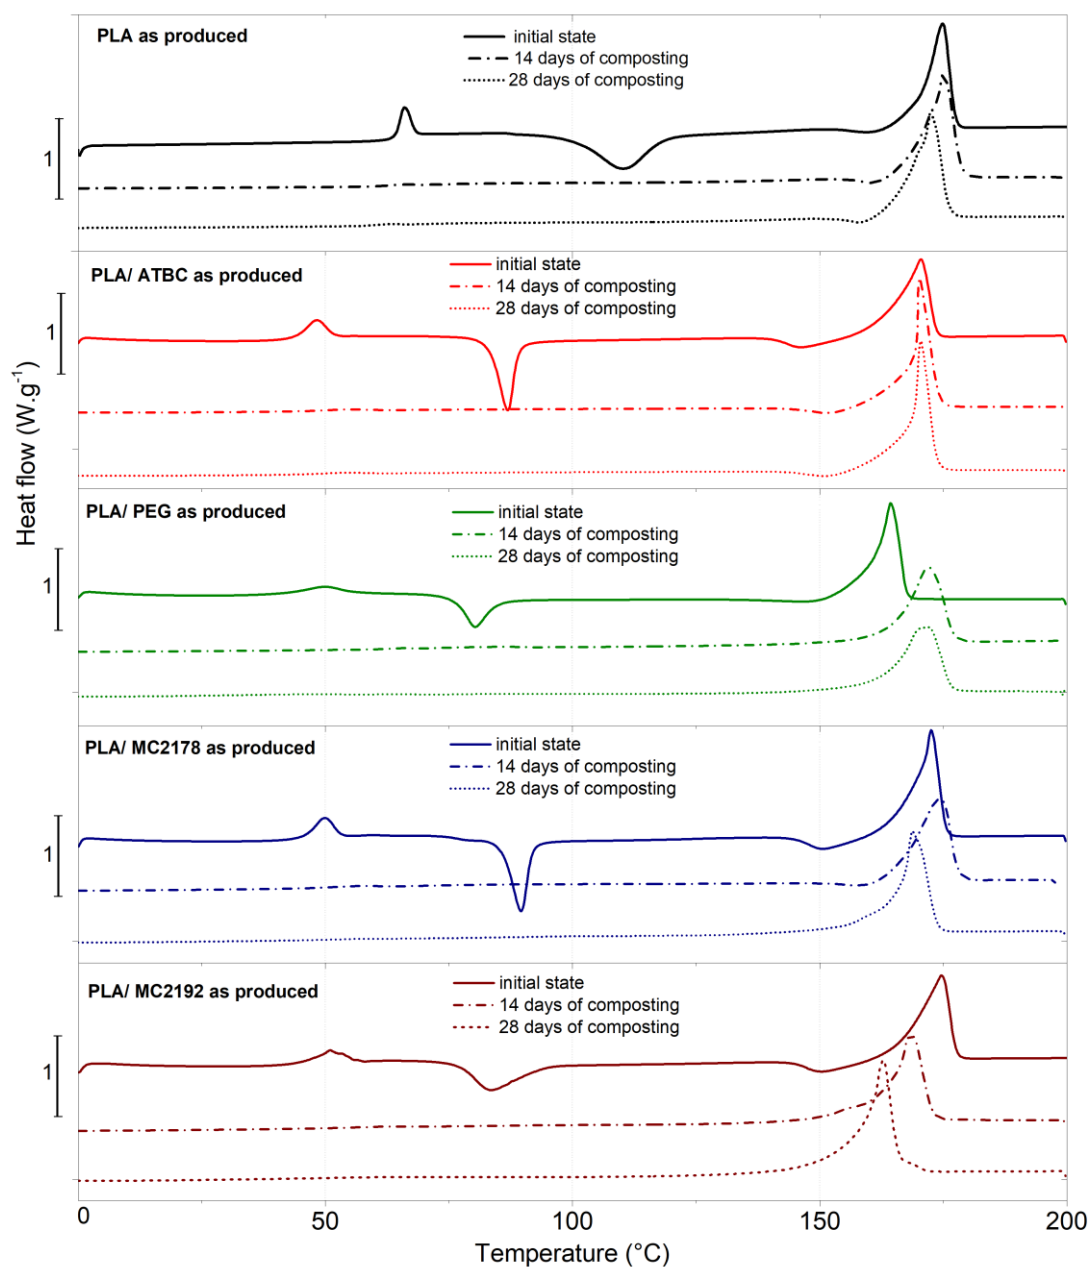 PLA as produced
initial state
14 days of composting
28 days of composting
1
PLA/ ATBC as produced
initial state
14 days of composting
28 days of composting
1
PLA/ PEG as produced
initial state
14 days of composting
28 days of composting
1
PLA/ MC2178 as produced
initial state
14 days of composting
28 days of composting
1
PLA/ MC2192 as produced
initial state
14 days of composting
28 days of composting
1
Heat flow (W.g⁻¹)
0 50 100 150 200
Temperature (°C)